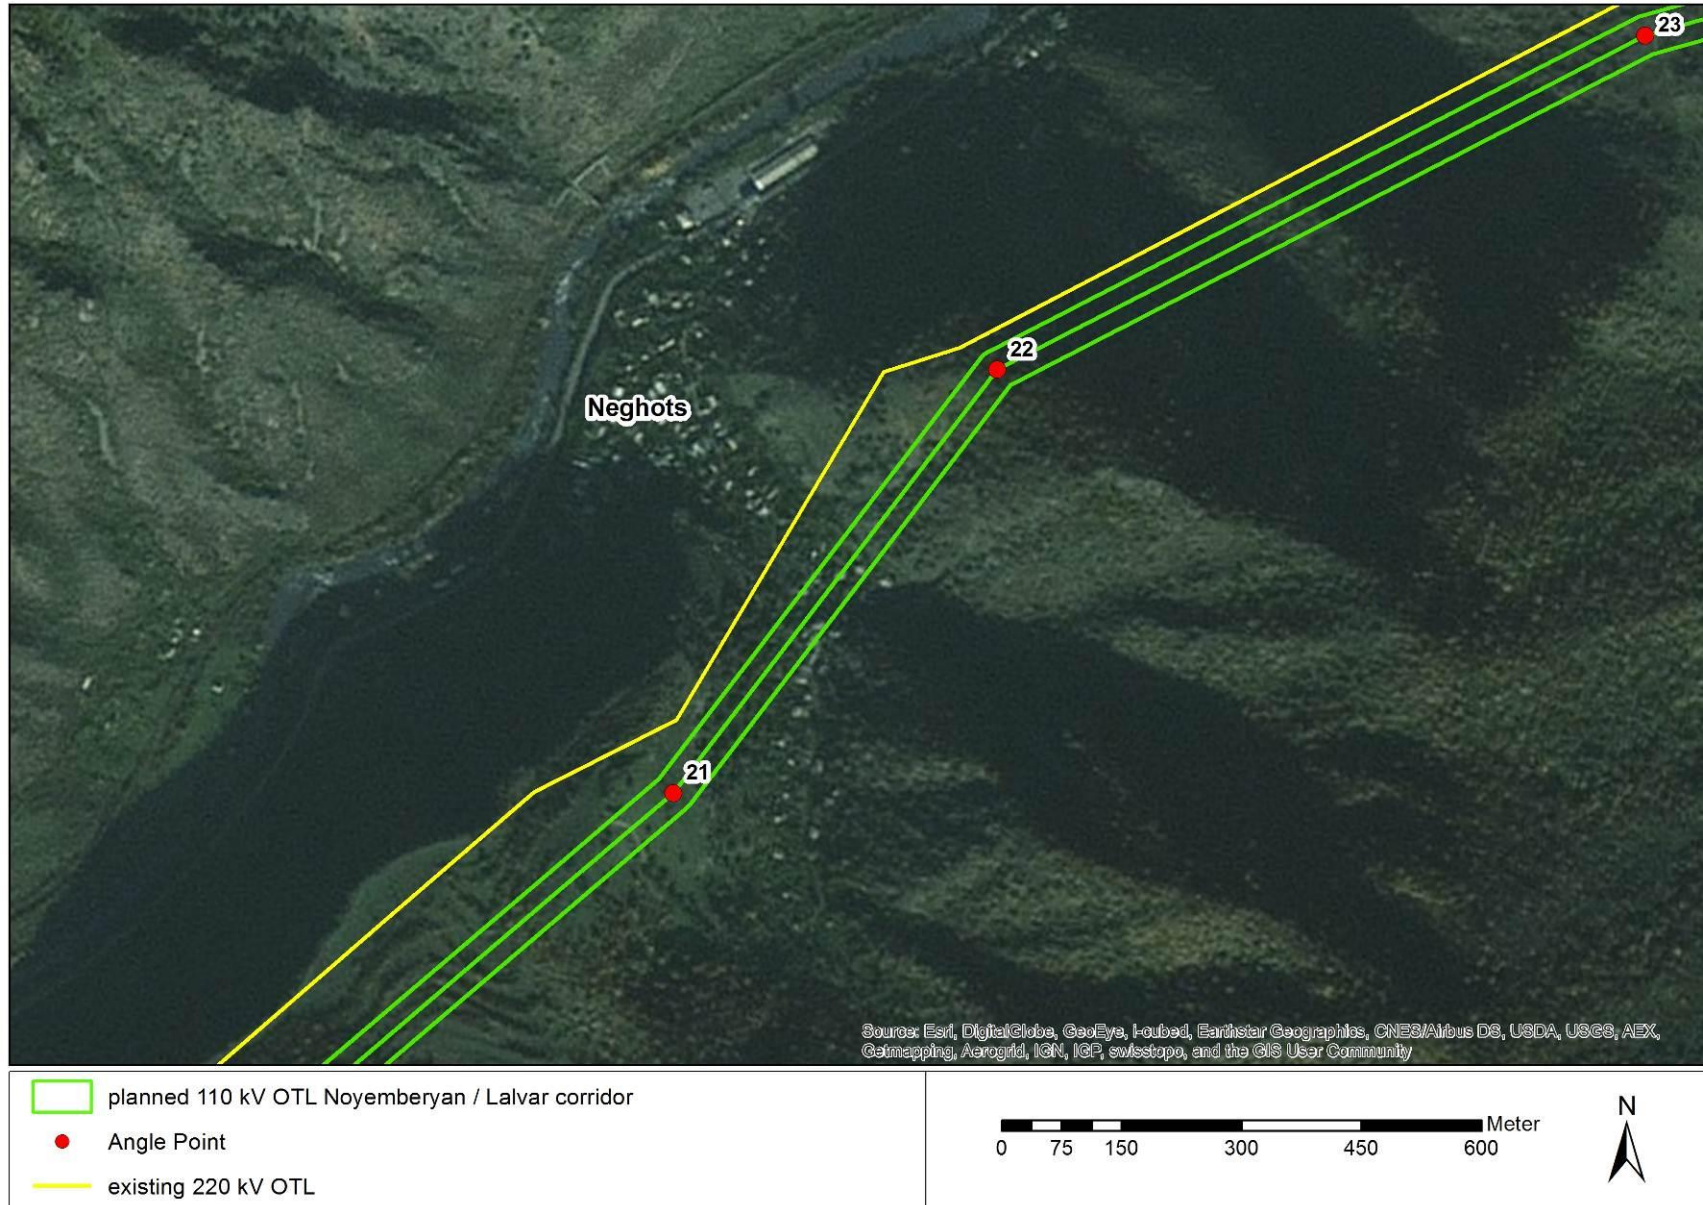 23
22
Neghots
21
Source: Esri, DigitalGlobe, GeoEye, i-cubed, Earthstar Geographics, CNES/Airbus DS, USDA, USGS, AEX,
Getmapping, Aerogrid, IGN, IGP, swisstopo, and the GIS User Community
planned 110 kV OTL Noyemberyan / Lalvar corridor
Angle Point
existing 220 kV OTL
Meter
0 75 150 300 450 600
N